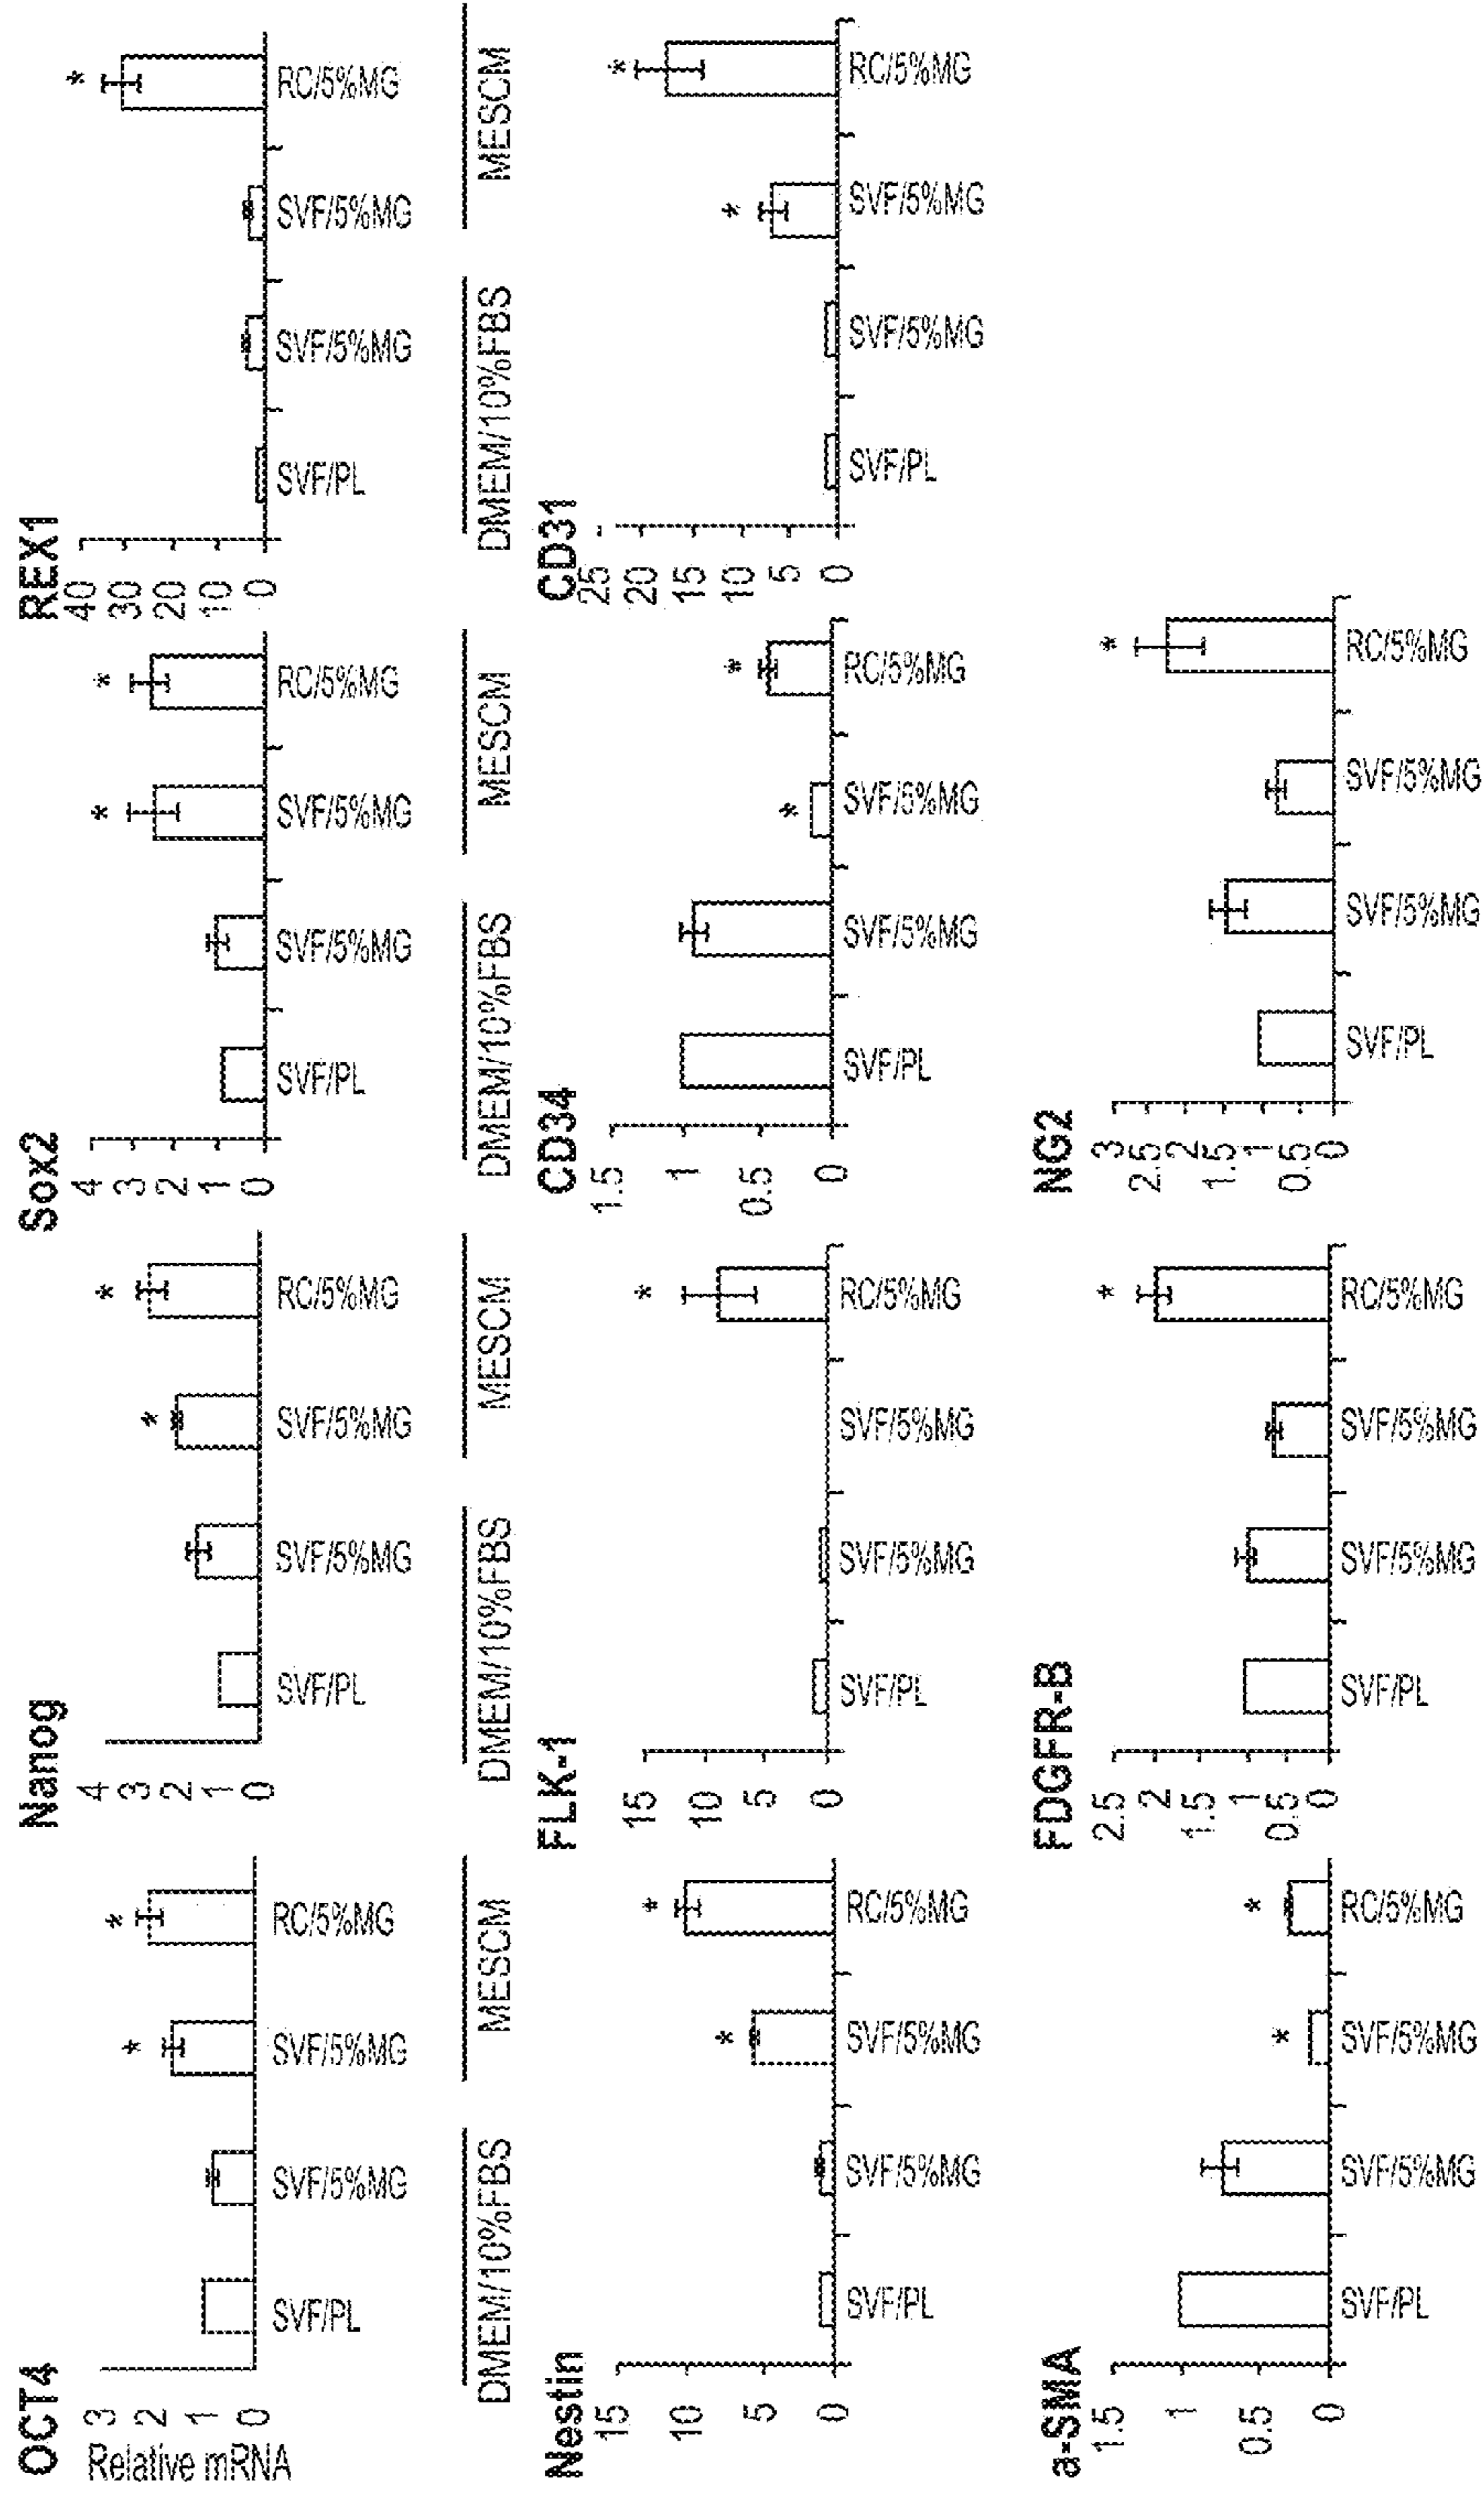 OCT4
Relative mRNA
3
2
1
0
SVF/PL
SVF/5%MG
SVF/5%MG
RC/5%MG
DMEM/10%FBS
MESCM
Nanog
4
3
2
1
0
SVF/PL
SVF/5%MG
SVF/5%MG
RC/5%MG
DMEM/10%FBS
MESCM
Sox2
4
3
2
1
0
SVF/PL
SVF/5%MG
SVF/5%MG
RC/5%MG
DMEM/10%FBS
MESCM
REX1
40
30
20
10
0
SVF/PL
SVF/5%MG
SVF/5%MG
RC/5%MG
DMEM/10%FBS
MESCM
Nestin
15
10
5
0
SVF/PL
SVF/5%MG
SVF/5%MG
RC/5%MG
FLK-1
15
10
5
0
SVF/PL
SVF/5%MG
SVF/5%MG
RC/5%MG
CD34
1.5
1
0.5
0
SVF/PL
SVF/5%MG
SVF/5%MG
RC/5%MG
CD31
25
20
15
10
5
0
SVF/PL
SVF/5%MG
SVF/5%MG
RC/5%MG
a-SMA
1.5
1
0.5
0
SVF/PL
SVF/5%MG
SVF/5%MG
RC/5%MG
FDGFR-B
2.5
2
1.5
1
0.5
0
SVF/PL
SVF/5%MG
SVF/5%MG
RC/5%MG
NG2
3
2.5
2
1.5
1
0.5
0
SVF/PL
SVF/5%MG
SVF/5%MG
RC/5%MG